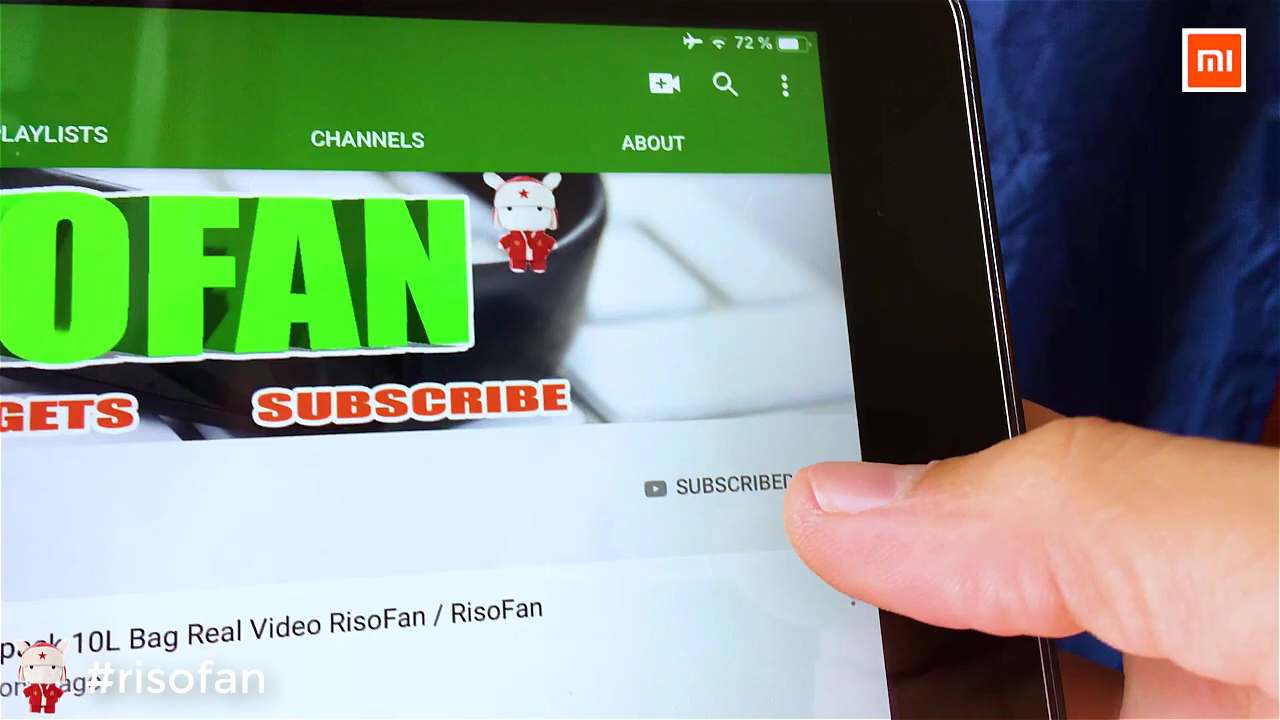 72 %
LAYLISTS CHANNELS ABOUT
OFAN
GETS SUBSCRIBE
SUBSCRIBED
10L Bag Real Video RisoFan / RisoFan
#risofan
mi